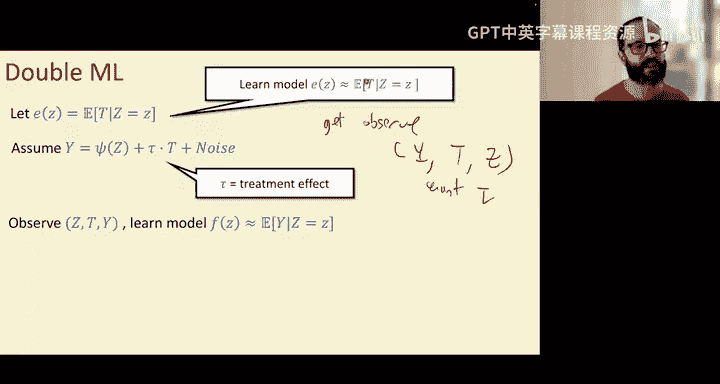 GPT中英字幕课程资源
Double ML
Learn model e(z) ≈ 𝔼[T|Z = z]
Let e(z) = 𝔼[T|Z = z]
get observe
Assume Y = ψ(Z) + τ · T + Noise
(Y, T, Z)
want τ
τ = treatment effect
Observe (Z, T, Y) , learn model f(z) ≈ 𝔼[Y|Z = z]